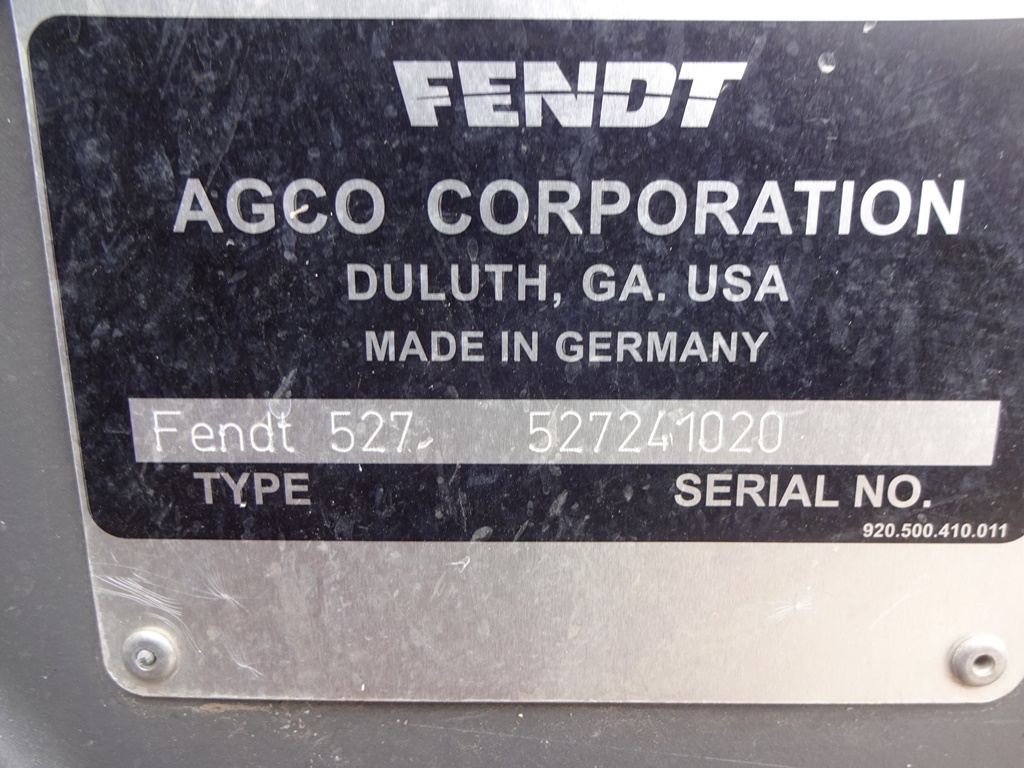 FENDT
AGCO CORPORATION
DULUTH, GA. USA
MADE IN GERMANY
Fendt 527 527241020
TYPE SERIAL NO.
920.500.410.011